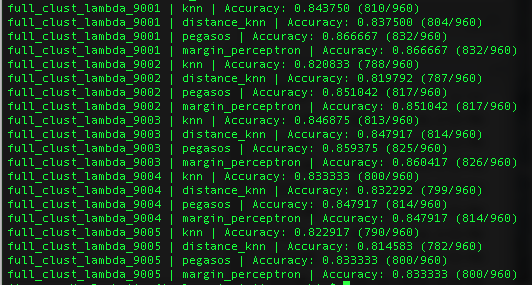 full_clust_lambda_9001 | knn | Accuracy: 0.843750 (810/960)
full_clust_lambda_9001 | distance_knn | Accuracy: 0.837500 (804/960)
full_clust_lambda_9001 | pegasos | Accuracy: 0.866667 (832/960)
full_clust_lambda_9001 | margin_perceptron | Accuracy: 0.866667 (832/960)
full_clust_lambda_9002 | knn | Accuracy: 0.820833 (788/960)
full_clust_lambda_9002 | distance_knn | Accuracy: 0.819792 (787/960)
full_clust_lambda_9002 | pegasos | Accuracy: 0.851042 (817/960)
full_clust_lambda_9002 | margin_perceptron | Accuracy: 0.851042 (817/960)
full_clust_lambda_9003 | knn | Accuracy: 0.846875 (813/960)
full_clust_lambda_9003 | distance_knn | Accuracy: 0.847917 (814/960)
full_clust_lambda_9003 | pegasos | Accuracy: 0.859375 (825/960)
full_clust_lambda_9003 | margin_perceptron | Accuracy: 0.860417 (826/960)
full_clust_lambda_9004 | knn | Accuracy: 0.833333 (800/960)
full_clust_lambda_9004 | distance_knn | Accuracy: 0.832292 (799/960)
full_clust_lambda_9004 | pegasos | Accuracy: 0.847917 (814/960)
full_clust_lambda_9004 | margin_perceptron | Accuracy: 0.847917 (814/960)
full_clust_lambda_9005 | knn | Accuracy: 0.822917 (790/960)
full_clust_lambda_9005 | distance_knn | Accuracy: 0.814583 (782/960)
full_clust_lambda_9005 | pegasos | Accuracy: 0.833333 (800/960)
full_clust_lambda_9005 | margin_perceptron | Accuracy: 0.833333 (800/960)